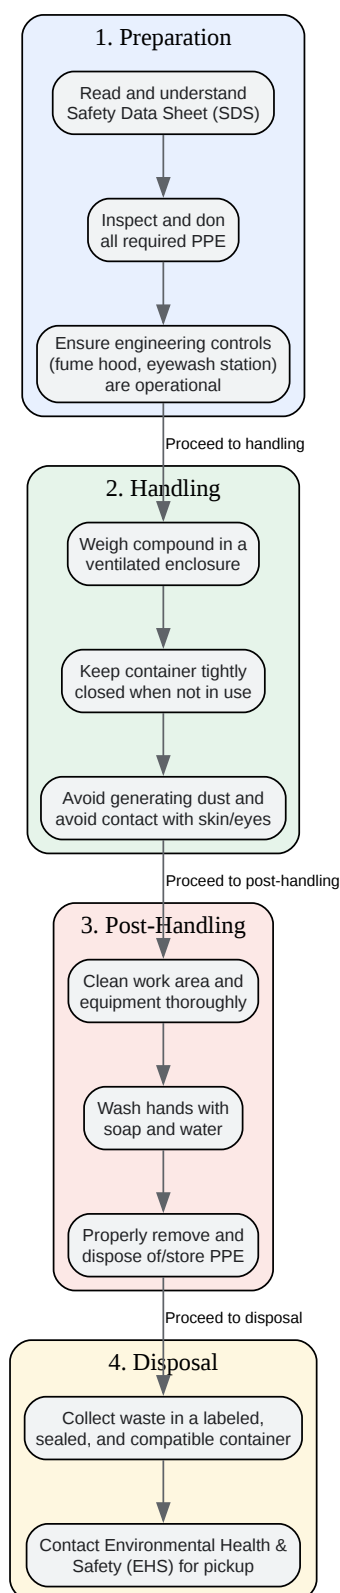 1. Preparation
Read and understand
Safety Data Sheet (SDS)
Inspect and don
all required PPE
Ensure engineering controls
(fume hood, eyewash station)
are operational
Proceed to handling
2. Handling
Weigh compound in a
ventilated enclosure
Keep container tightly
closed when not in use
Avoid generating dust and
avoid contact with skin/eyes
Proceed to post-handling
3. Post-Handling
Clean work area and
equipment thoroughly
Wash hands with
soap and water
Properly remove and
dispose of/store PPE
Proceed to disposal
4. Disposal
Collect waste in a labeled,
sealed, and compatible container
Contact Environmental Health &
Safety (EHS) for pickup